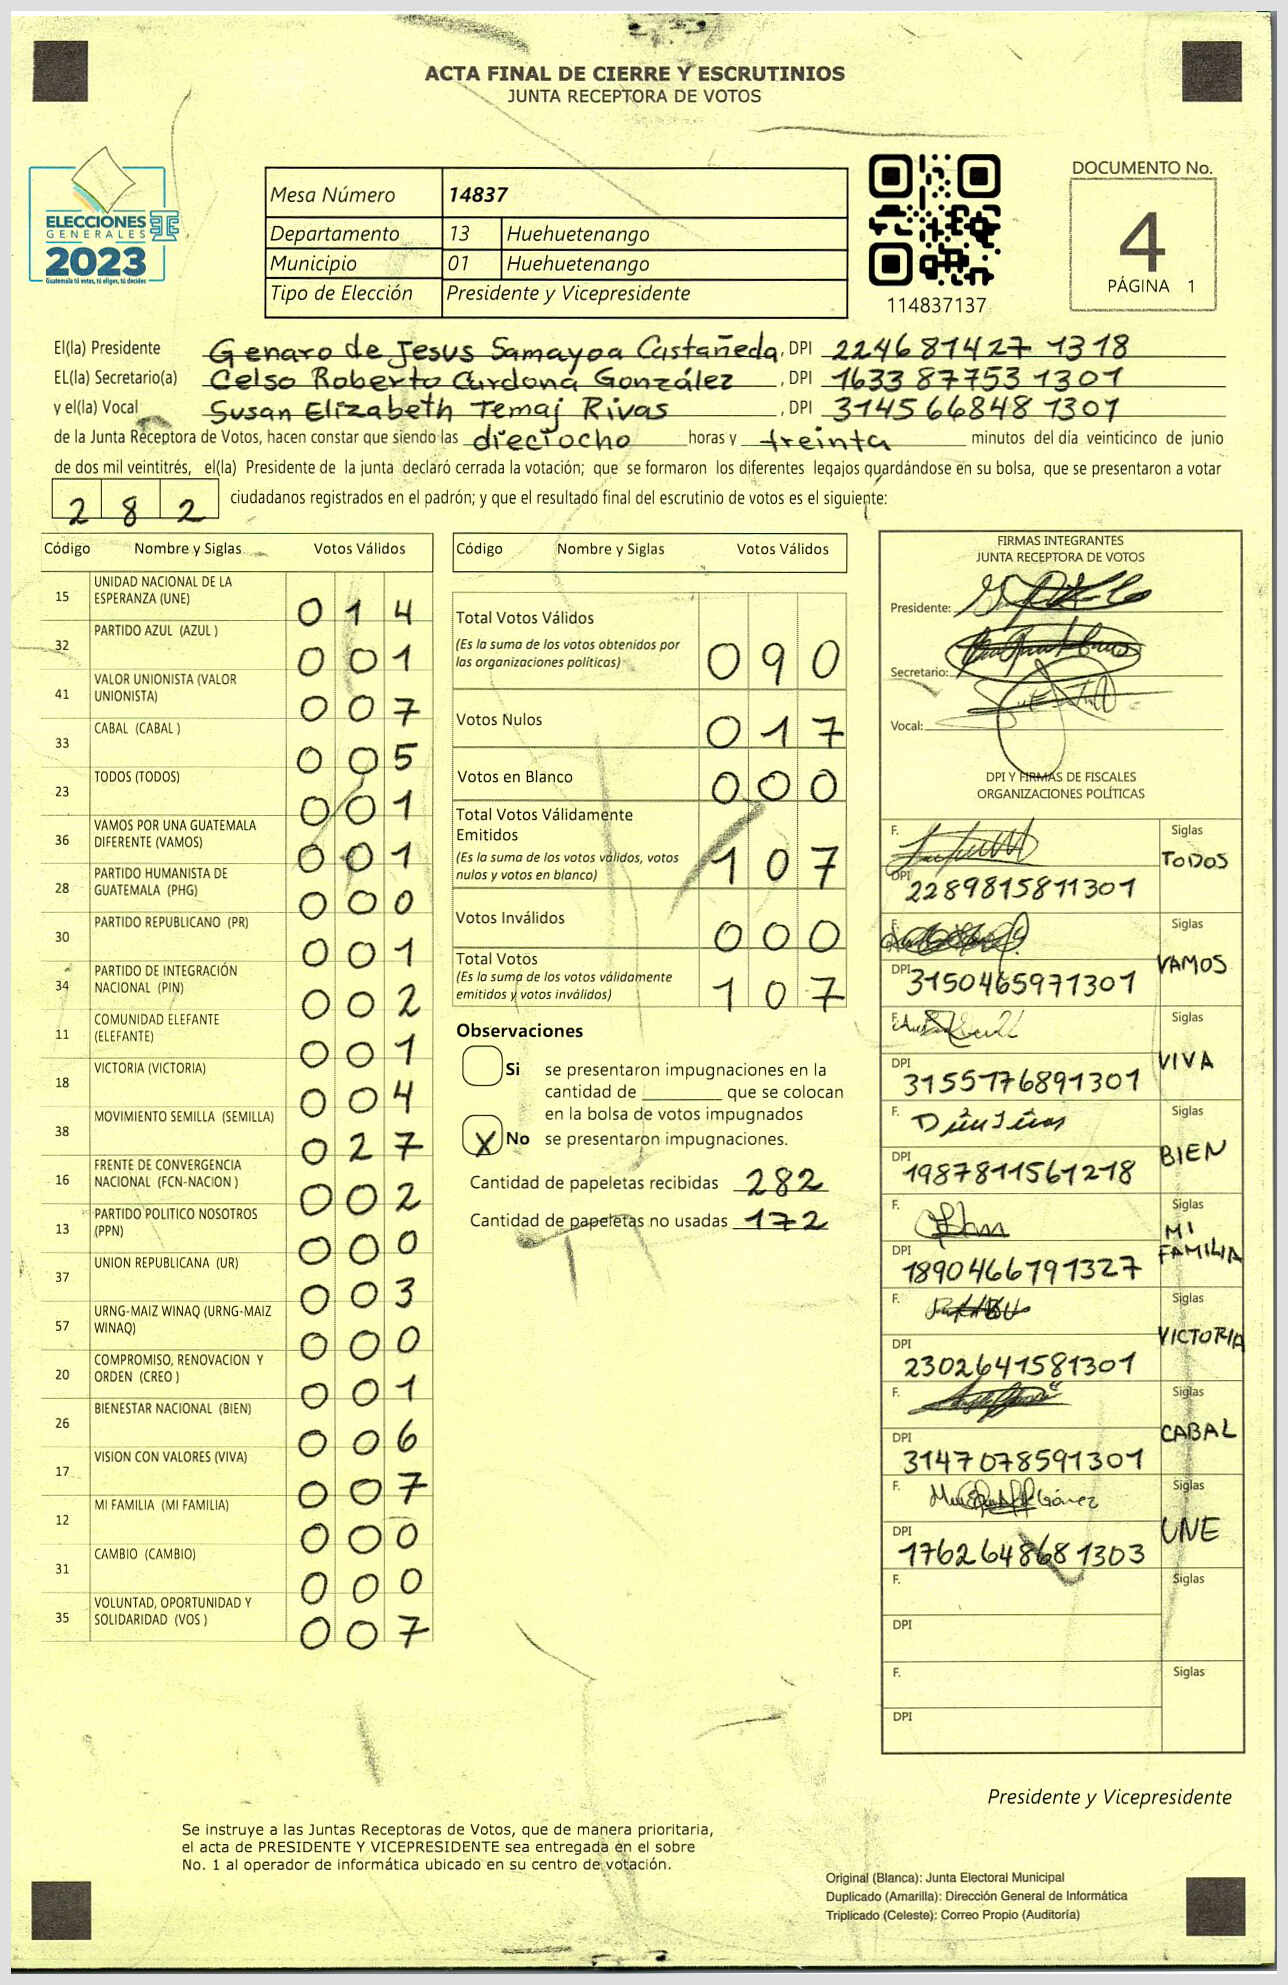 ACTA FINAL DE CIERRE Y ESCRUTINIOS
JUNTA RECEPTORA DE VOTOS
ELECCIONES
GENERALES
2023
Guatemala tú votas, tú eliges, tú decides
Mesa Número 14837
Departamento 13 Huehuetenango
Municipio 01 Huehuetenango
Tipo de Elección Presidente y Vicepresidente
114837137
DOCUMENTO No.
4
PÁGINA 1
El(la) Presidente Genaro de Jesus Samayoa Castañeda, DPI 224681427 1318
EL(la) Secretario(a) Celso Roberto Cardona González, DPI 1633 87753 1301
y el(la) Vocal Susan Elizabeth Temaj Rivas, DPI 3145 66848 1301
de la Junta Receptora de Votos, hacen constar que siendo las dieciocho horas y treinta minutos del día veinticinco de junio
de dos mil veintitrés, el(la) Presidente de la junta declaró cerrada la votación; que se formaron los diferentes legajos guardándose en su bolsa, que se presentaron a votar
2 8 2 ciudadanos registrados en el padrón; y que el resultado final del escrutinio de votos es el siguiente:
Código Nombre y Siglas Votos Válidos
15 UNIDAD NACIONAL DE LA
ESPERANZA (UNE) 0 1 4
32 PARTIDO AZUL (AZUL ) 0 0 1
41 VALOR UNIONISTA (VALOR
UNIONISTA) 0 0 7
33 CABAL (CABAL ) 0 0 5
23 TODOS (TODOS) 0 0 1
36 VAMOS POR UNA GUATEMALA
DIFERENTE (VAMOS) 0 0 1
28 PARTIDO HUMANISTA DE
GUATEMALA (PHG) 0 0 0
30 PARTIDO REPUBLICANO (PR) 0 0 1
34 PARTIDO DE INTEGRACIÓN
NACIONAL (PIN) 0 0 2
11 COMUNIDAD ELEFANTE
(ELEFANTE) 0 0 1
18 VICTORIA (VICTORIA) 0 0 4
38 MOVIMIENTO SEMILLA (SEMILLA) 0 2 7
16 FRENTE DE CONVERGENCIA
NACIONAL (FCN-NACION ) 0 0 2
13 PARTIDO POLITICO NOSOTROS
(PPN) 0 0 0
37 UNION REPUBLICANA (UR) 0 0 3
57 URNG-MAIZ WINAQ (URNG-MAIZ
WINAQ) 0 0 0
20 COMPROMISO, RENOVACION Y
ORDEN (CREO ) 0 0 1
26 BIENESTAR NACIONAL (BIEN) 0 0 6
17 VISION CON VALORES (VIVA) 0 0 7
12 MI FAMILIA (MI FAMILIA) 0 0 0
31 CAMBIO (CAMBIO) 0 0 0
35 VOLUNTAD, OPORTUNIDAD Y
SOLIDARIDAD (VOS ) 0 0 7
Código Nombre y Siglas Votos Válidos
Total Votos Válidos
(Es la suma de los votos obtenidos por
las organizaciones políticas) 0 9 0
Votos Nulos 0 1 7
Votos en Blanco 0 0 0
Total Votos Válidamente
Emitidos
(Es la suma de los votos válidos, votos
nulos y votos en blanco) 1 0 7
Votos Inválidos 0 0 0
Total Votos
(Es la suma de los votos válidamente
emitidos y votos inválidos) 1 0 7
Observaciones
Si se presentaron impugnaciones en la
cantidad de ________ que se colocan
en la bolsa de votos impugnados
X No se presentaron impugnaciones.
Cantidad de papeletas recibidas 282
Cantidad de papeletas no usadas 172
FIRMAS INTEGRANTES
JUNTA RECEPTORA DE VOTOS
Presidente:
Secretario:
Vocal:
DPI Y FIRMAS DE FISCALES
ORGANIZACIONES POLÍTICAS
F. Siglas
TODOS
DPI 2289815811301
F. Siglas
VAMOS
DPI 3150465971301
F. Siglas
VIVA
DPI 3155176891301
F. Siglas
BIEN
DPI 1987811561218
F. Siglas
MI
FAMILIA
DPI 1890466791327
F. Siglas
VICTORIA
DPI 2302641581301
F. Siglas
CABAL
DPI 3147078591301
F. Siglas
UNE
DPI 1762648681303
F. Siglas
DPI
F. Siglas
DPI
Presidente y Vicepresidente
Se instruye a las Juntas Receptoras de Votos, que de manera prioritaria,
el acta de PRESIDENTE Y VICEPRESIDENTE sea entregada en el sobre
No. 1 al operador de informática ubicado en su centro de votación.
Original (Blanca): Junta Electoral Municipal
Duplicado (Amarilla): Dirección General de Informática
Triplicado (Celeste): Correo Propio (Auditoría)